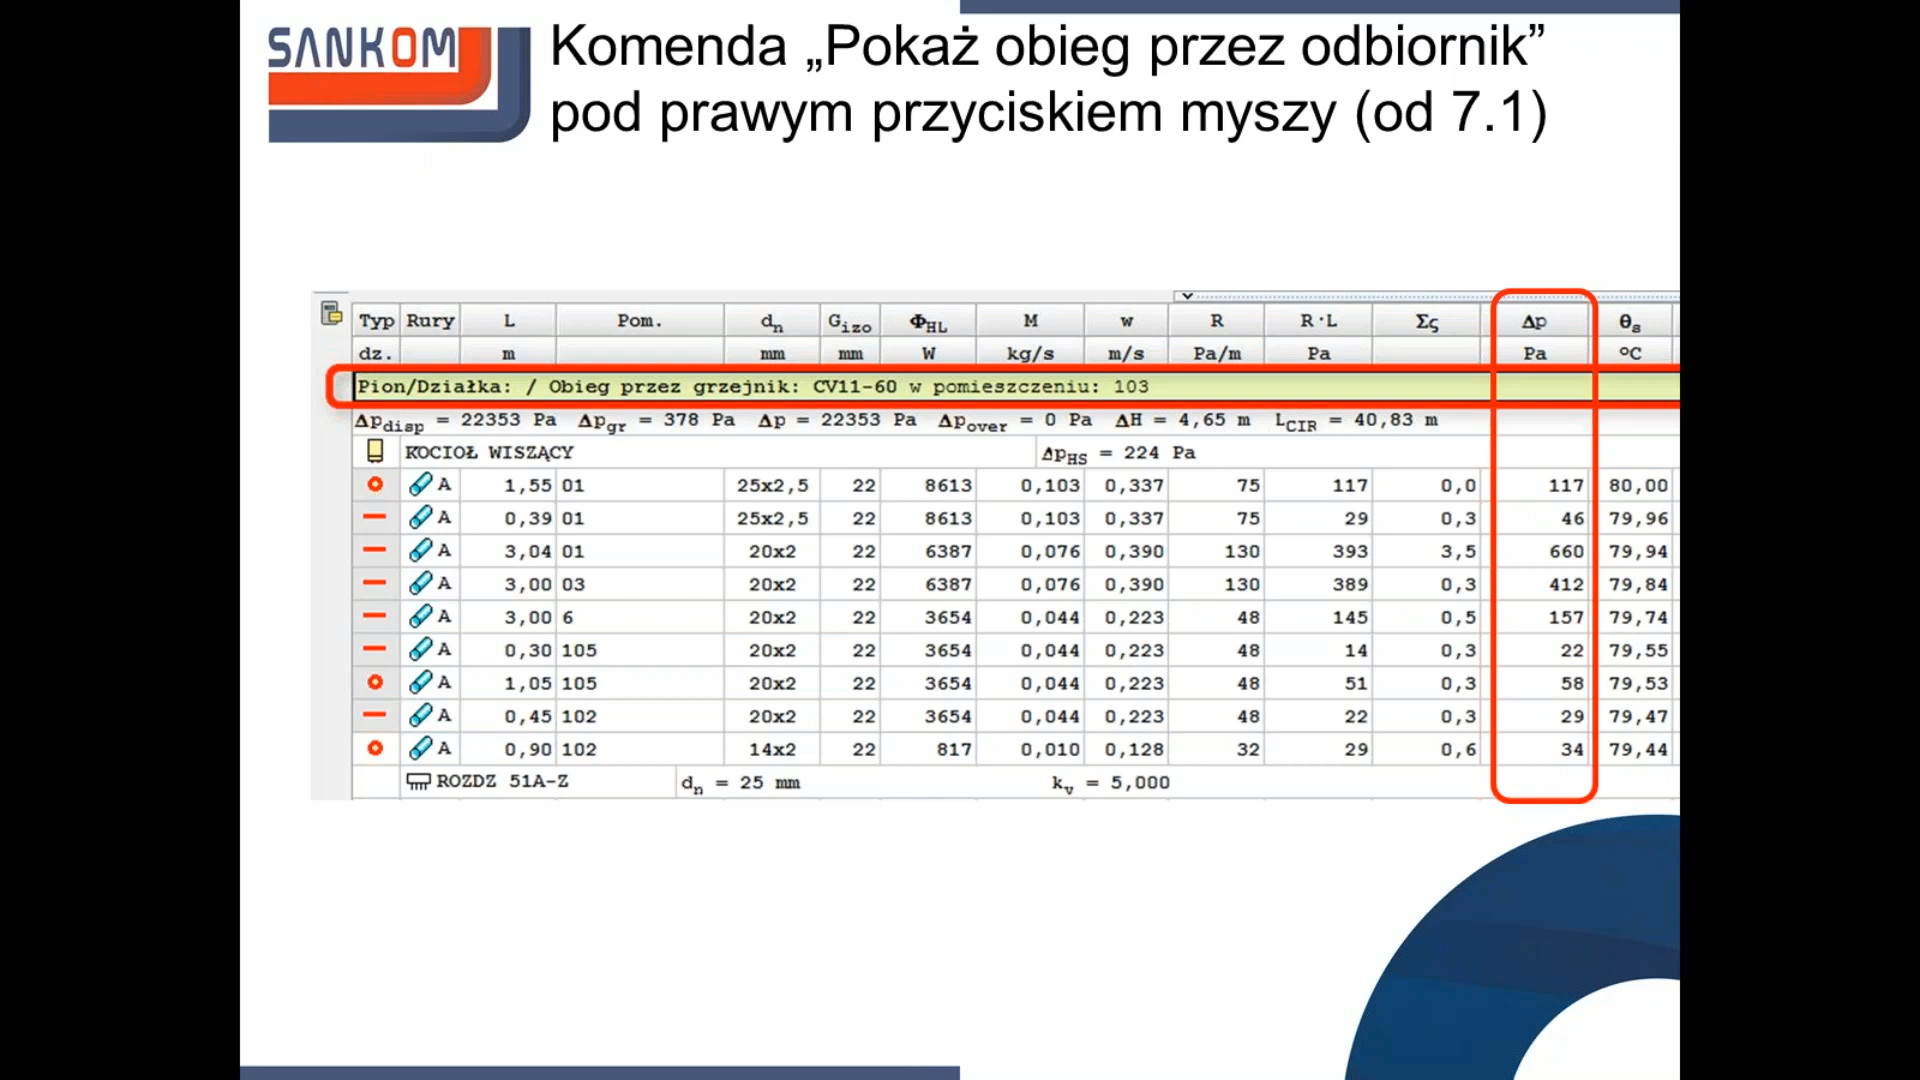 SANKOM
Komenda „Pokaż obieg przez odbiornik”
pod prawym przyciskiem myszy (od 7.1)
Typ Rury L Pom. dn Gizo ΦHL M w R R·L Σς Δp θs
dz. m mm mm W kg/s m/s Pa/m Pa Pa °C
Pion/Działka: / Obieg przez grzejnik: CV11-60 w pomieszczeniu: 103
Δpdisp = 22353 Pa Δpgr = 378 Pa Δp = 22353 Pa Δpover = 0 Pa ΔH = 4,65 m LCIR = 40,83 m
KOCIOŁ WISZĄCY ΔpHS = 224 Pa
A 1,55 01 25x2,5 22 8613 0,103 0,337 75 117 0,0 117 80,00
A 0,39 01 25x2,5 22 8613 0,103 0,337 75 29 0,3 46 79,96
A 3,04 01 20x2 22 6387 0,076 0,390 130 393 3,5 660 79,94
A 3,00 03 20x2 22 6387 0,076 0,390 130 389 0,3 412 79,84
A 3,00 6 20x2 22 3654 0,044 0,223 48 145 0,5 157 79,74
A 0,30 105 20x2 22 3654 0,044 0,223 48 14 0,3 22 79,55
A 1,05 105 20x2 22 3654 0,044 0,223 48 51 0,3 58 79,53
A 0,45 102 20x2 22 3654 0,044 0,223 48 22 0,3 29 79,47
A 0,90 102 14x2 22 817 0,010 0,128 32 29 0,6 34 79,44
ROZDZ 51A-Z dn = 25 mm kv = 5,000